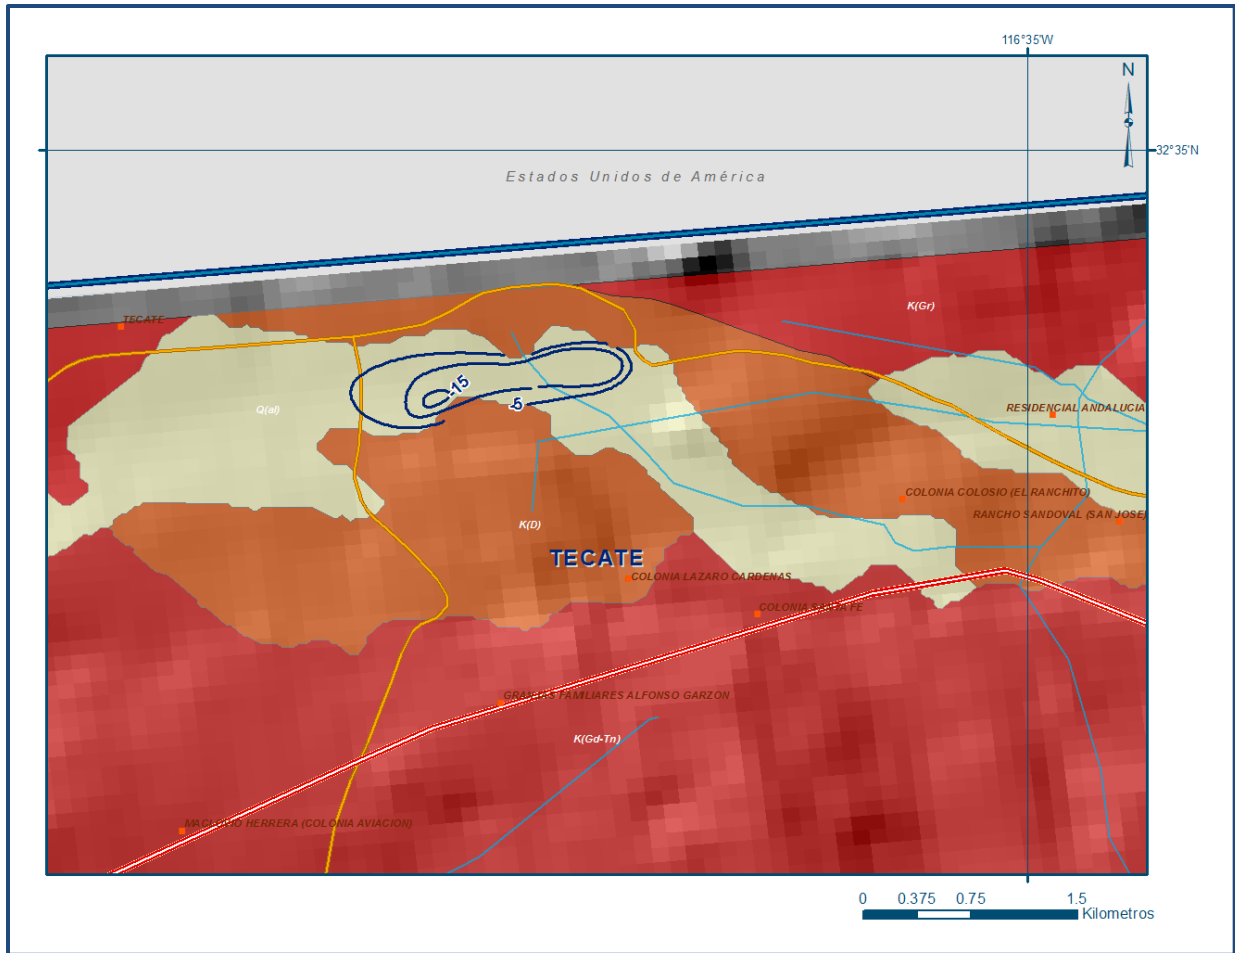 116°35'W
N
32°35'N
Estados Unidos de América
K(Gr)
TECATE
-15
-5
Q(al)
RESIDENCIAL ANDALUCIA
COLONIA COLOSIO (EL RANCHITO)
RANCHO SANDOVAL (SAN JOSE)
K(D)
TECATE
COLONIA LAZARO CARDENAS
COLONIA SANTA FE
GRANJAS FAMILIARES ALFONSO GARZON
K(Gd-Tn)
MACLOVIO HERRERA (COLONIA AVIACION)
0 0.375 0.75 1.5
Kilometros